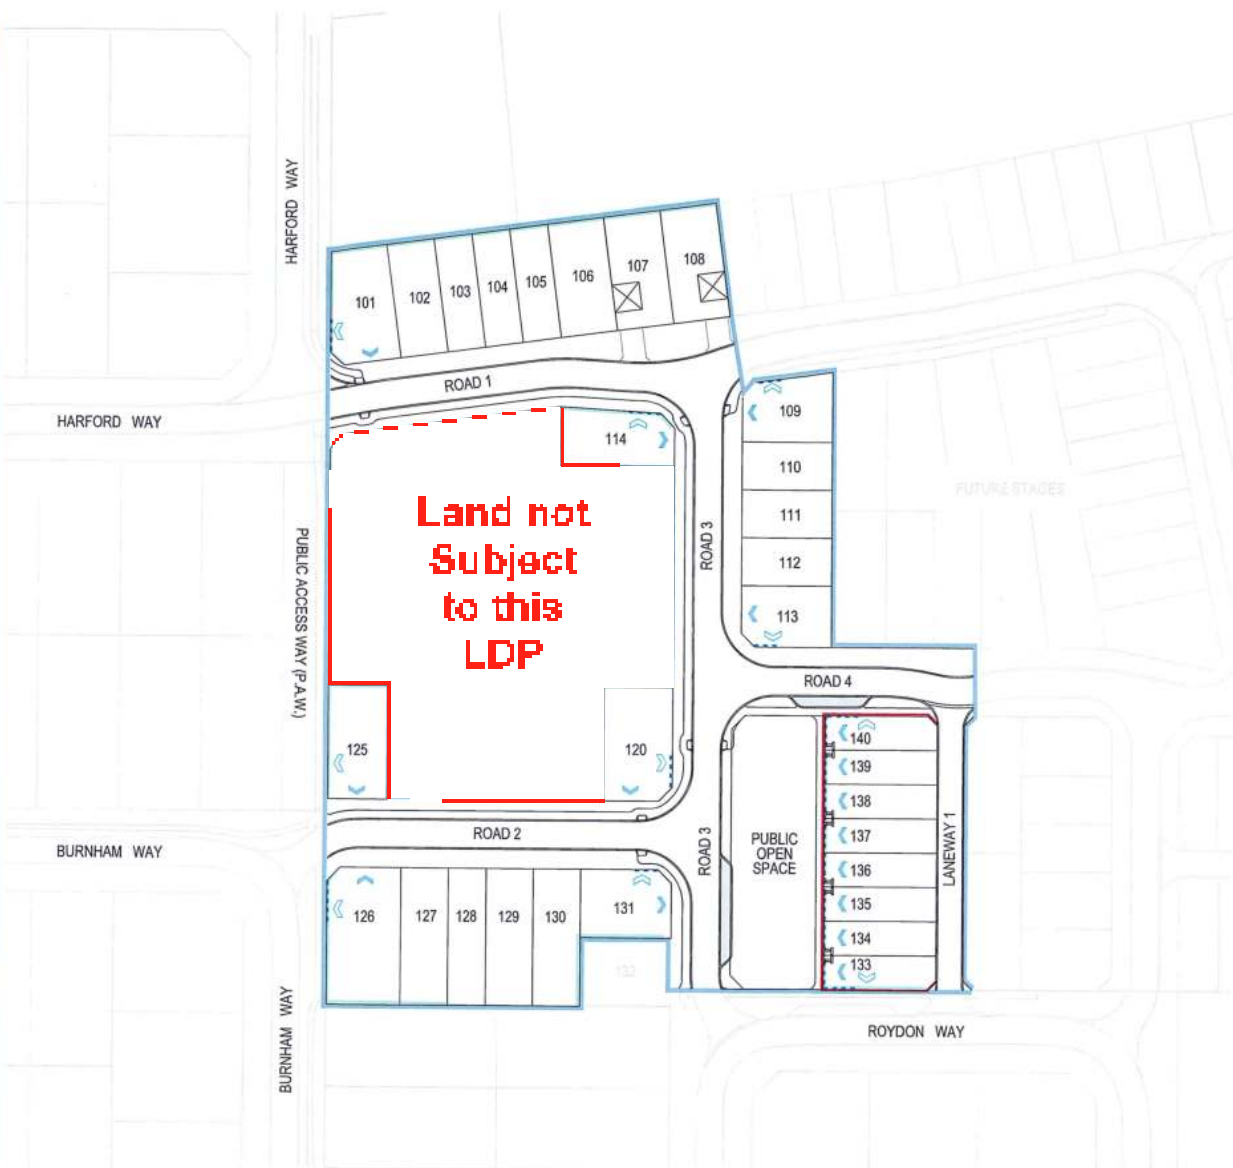 HARFORD WAY
101
102
103
104
105
106
107
108
ROAD 1
HARFORD WAY
109
110
111
112
113
114
Land not
Subject
to this
LDP
FUTURE STAGES
ROAD 3
PUBLIC ACCESS WAY (P.A.W.)
ROAD 4
125
120
140
139
138
137
136
135
134
133
ROAD 2
BURNHAM WAY
ROAD 3
PUBLIC
OPEN
SPACE
LANEWAY 1
126
127
128
129
130
131
132
BURNHAM WAY
ROYDON WAY